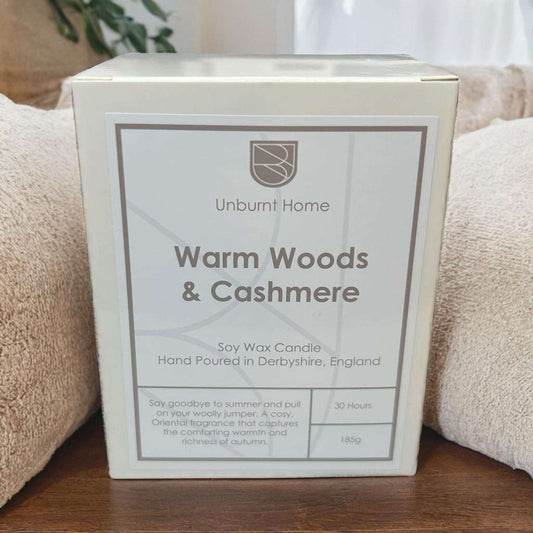 Unburnt Home
Warm Woods
& Cashmere
Soy Wax Candle
Hand Poured in Derbyshire, England
Say goodbye to summer and pull
on your woolly jumper. A cosy,
Oriental fragrance that captures
the comforting warmth and
richness of autumn.
30 Hours
185g